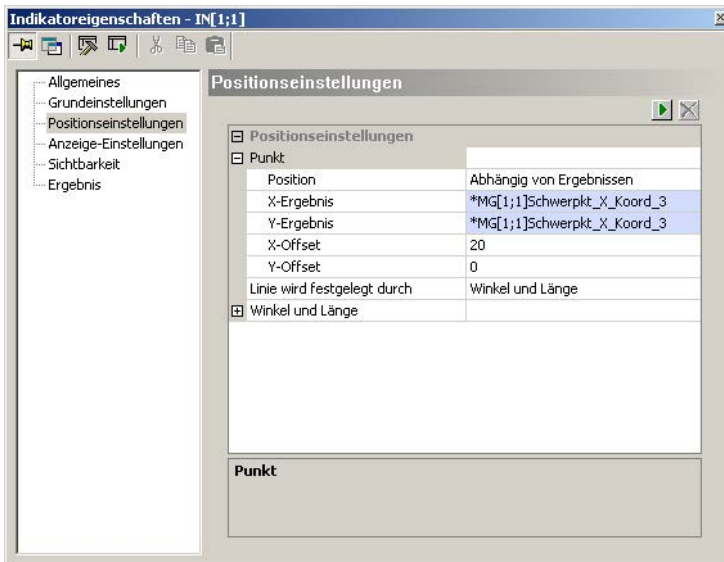 Indikatoreigenschaften - IN[1;1]
Allgemeines
Grundeinstellungen
Positionseinstellungen
Anzeige-Einstellungen
Sichtbarkeit
Ergebnis
Positionseinstellungen
Positionseinstellungen
Punkt
Position Abhängig von Ergebnissen
X-Ergebnis *MG[1;1]Schwerpkt_X_Koord_3
Y-Ergebnis *MG[1;1]Schwerpkt_X_Koord_3
X-Offset 20
Y-Offset 0
Linie wird festgelegt durch Winkel und Länge
Winkel und Länge
Punkt